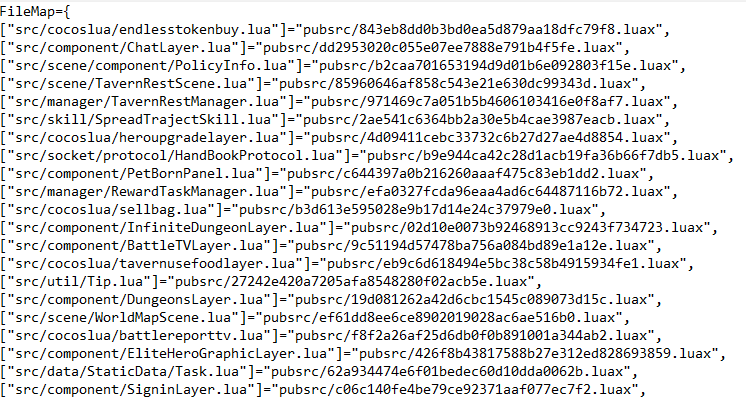 FileMap={
["src/cocoslua/endlesstokenbuy.lua"]="pubsrc/843eb8dd0b3bd0ea5d879aa18dfc79f8.luax",
["src/component/ChatLayer.lua"]="pubsrc/dd2953020c055e07ee7888e791b4f5fe.luax",
["src/scene/component/PolicyInfo.lua"]="pubsrc/b2caa701653194d9d01b6e092803f15e.luax",
["src/scene/TavernRestScene.lua"]="pubsrc/85960646af858c543e21e630dc99343d.luax",
["src/manager/TavernRestManager.lua"]="pubsrc/971469c7a051b5b4606103416e0f8af7.luax",
["src/skill/SpreadTrajectSkill.lua"]="pubsrc/2ae541c6364bb2a30e5b4cae3987eacb.luax",
["src/cocoslua/heroupgradelayer.lua"]="pubsrc/4d09411cebc33732c6b27d27ae4d8854.luax",
["src/socket/protocol/HandBookProtocol.lua"]="pubsrc/b9e944ca42c28d1acb19fa36b66f7db5.luax",
["src/component/PetBornPanel.lua"]="pubsrc/c644397a0b216260aaaf475c83eb1dd2.luax",
["src/manager/RewardTaskManager.lua"]="pubsrc/efa0327fcda96eaa4ad6c64487116b72.luax",
["src/cocoslua/sellbag.lua"]="pubsrc/b3d613e595028e9b17d14e24c37979e0.luax",
["src/component/InfiniteDungeonLayer.lua"]="pubsrc/02d10e0073b92468913cc9243f734723.luax",
["src/component/BattleTVLayer.lua"]="pubsrc/9c51194d57478ba756a084bd89e1a12e.luax",
["src/cocoslua/tavernusefoodlayer.lua"]="pubsrc/eb9c6d618494e5bc38c58b4915934fe1.luax",
["src/util/Tip.lua"]="pubsrc/27242e420a7205afa8548280f02acb5e.luax",
["src/component/DungeonsLayer.lua"]="pubsrc/19d081262a42d6cbc1545c089073d15c.luax",
["src/scene/WorldMapScene.lua"]="pubsrc/ef61dd8ee6ce8902019028ac6ae516b0.luax",
["src/cocoslua/battlereporttv.lua"]="pubsrc/f8f2a26af25d6db0f0b891001a344ab2.luax",
["src/component/EliteHeroGraphicLayer.lua"]="pubsrc/426f8b43817588b27e312ed828693859.luax",
["src/data/StaticData/Task.lua"]="pubsrc/62a934474e6f01bedec60d10dda0062b.luax",
["src/component/SigninLayer.lua"]="pubsrc/c06c140fe4be79ce92371aaf077ec7f2.luax",